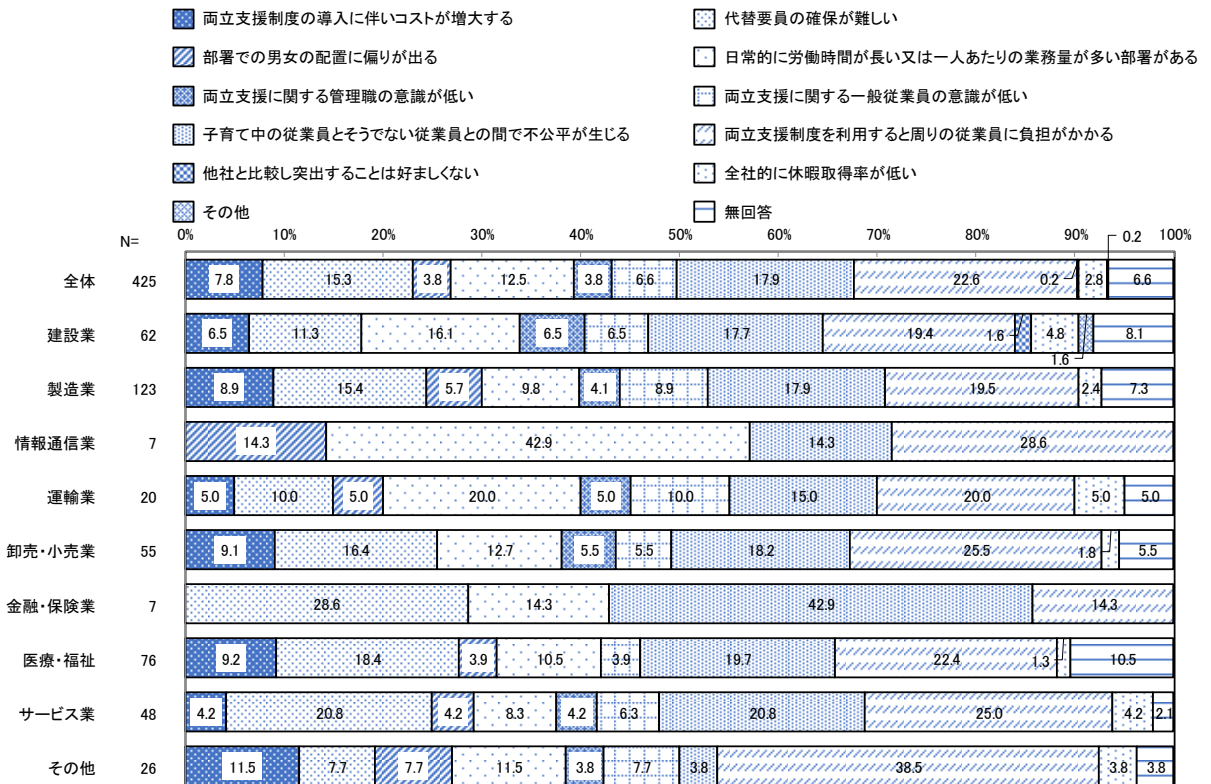 両立支援制度の導入に伴いコストが増大する
代替要員の確保が難しい
部署での男女の配置に偏りが出る
日常的に労働時間が長い又は一人あたりの業務量が多い部署がある
両立支援に関する管理職の意識が低い
両立支援に関する一般従業員の意識が低い
子育て中の従業員とそうでない従業員との間で不公平が生じる
両立支援制度を利用すると周りの従業員に負担がかかる
他社と比較し突出することは好ましくない
全社的に休暇取得率が低い
その他
無回答
N=
0% 10% 20% 30% 40% 50% 60% 70% 80% 90% 100%
0.2
全体 425 7.8 15.3 3.8 12.5 3.8 6.6 17.9 22.6 0.2 2.8 6.6
建設業 62 6.5 11.3 16.1 6.5 6.5 17.7 19.4 1.6 4.8 8.1
1.6
製造業 123 8.9 15.4 5.7 9.8 4.1 8.9 17.9 19.5 2.4 7.3
情報通信業 7 14.3 42.9 14.3 28.6
運輸業 20 5.0 10.0 5.0 20.0 5.0 10.0 15.0 20.0 5.0 5.0
卸売・小売業 55 9.1 16.4 12.7 5.5 5.5 18.2 25.5 1.8 5.5
金融・保険業 7 28.6 14.3 42.9 14.3
医療・福祉 76 9.2 18.4 3.9 10.5 3.9 19.7 22.4 1.3 10.5
サービス業 48 4.2 20.8 4.2 8.3 4.2 6.3 20.8 25.0 4.2 2.1
その他 26 11.5 7.7 7.7 11.5 3.8 7.7 3.8 38.5 3.8 3.8